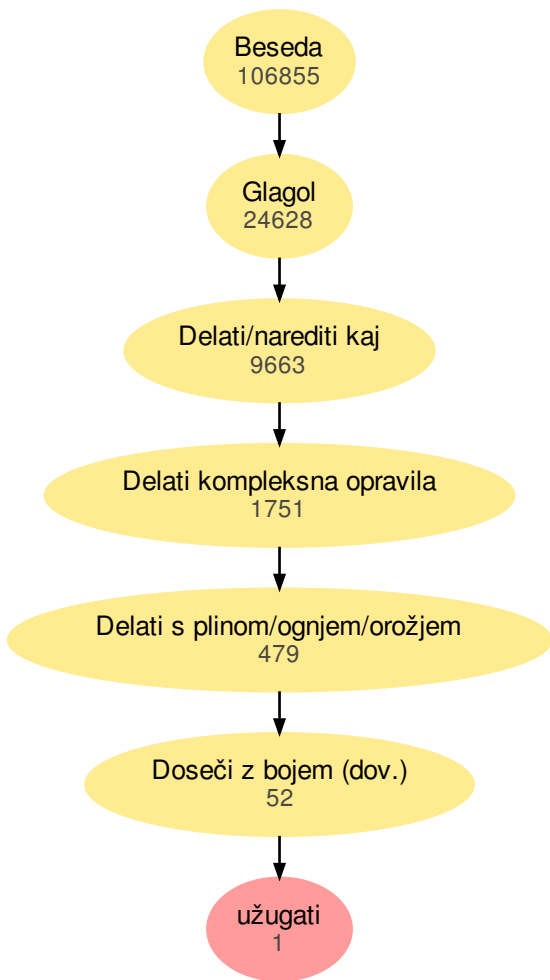 Beseda
106855
Glagol
24628
Delati/narediti kaj
9663
Delati kompleksna opravila
1751
Delati s plinom/ognjem/orožjem
479
Doseči z bojem (dov.)
52
užugati
1